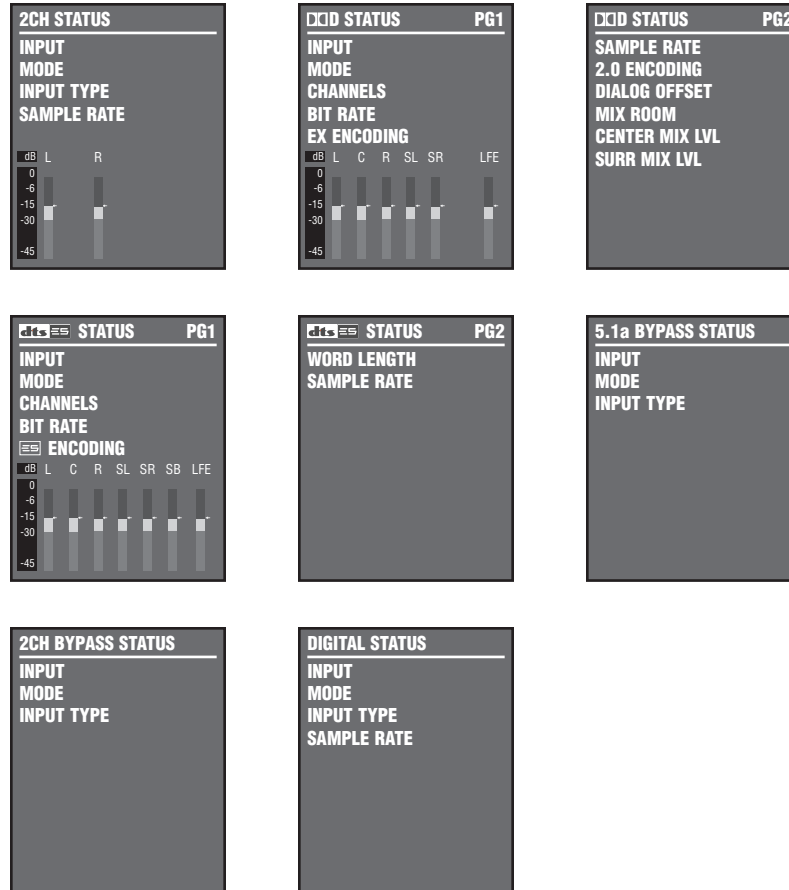 2CH STATUS
INPUT
MODE
INPUT TYPE
SAMPLE RATE
dB L R
0
-6
-15
-30
-45
D STATUS PG1
INPUT
MODE
CHANNELS
BIT RATE
EX ENCODING
dB L C R SL SR LFE
0
-6
-15
-30
-45
D STATUS PG2
SAMPLE RATE
2.0 ENCODING
DIALOG OFFSET
MIX ROOM
CENTER MIX LVL
SURR MIX LVL
dts ES STATUS PG1
INPUT
MODE
CHANNELS
BIT RATE
ES ENCODING
dB L C R SL SR SB LFE
0
-6
-15
-30
-45
dts ES STATUS PG2
WORD LENGTH
SAMPLE RATE
5.1a BYPASS STATUS
INPUT
MODE
INPUT TYPE
2CH BYPASS STATUS
INPUT
MODE
INPUT TYPE
DIGITAL STATUS
INPUT
MODE
INPUT TYPE
SAMPLE RATE